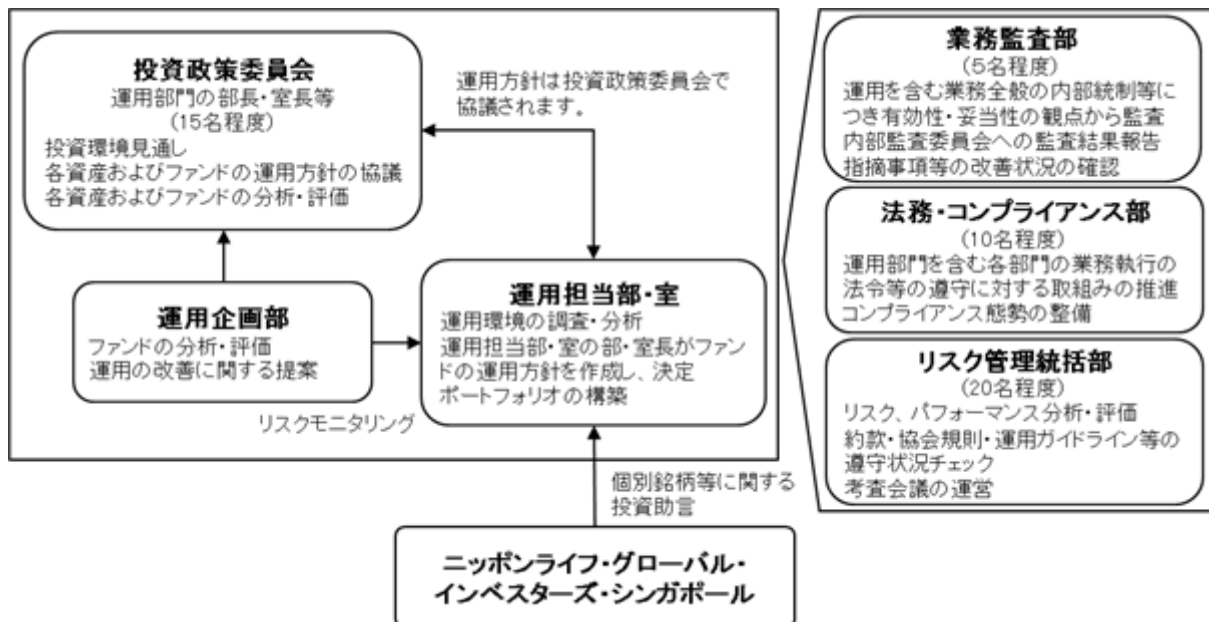 投資政策委員会
運用部門の部長・室長等
(15名程度)
投資環境見通し
各資産およびファンドの運用方針の協議
各資産およびファンドの分析・評価
運用方針は投資政策委員会で
協議されます。
運用企画部
ファンドの分析・評価
運用の改善に関する提案
リスクモニタリング
運用担当部・室
運用環境の調査・分析
運用担当部・室の部・室長がファン
ドの運用方針を作成し、決定
ポートフォリオの構築
個別銘柄等に関する
投資助言
ニッポンライフ・グローバル・
インベスターズ・シンガポール
業務監査部
(5名程度)
運用を含む業務全般の内部統制等に
つき有効性・妥当性の観点から監査
内部監査委員会への監査結果報告
指摘事項等の改善状況の確認
法務・コンプライアンス部
(10名程度)
運用部門を含む各部門の業務執行の
法令等の遵守に対する取組みの推進
コンプライアンス態勢の整備
リスク管理統括部
(20名程度)
リスク、パフォーマンス分析・評価
約款・協会規則・運用ガイドライン等の
遵守状況チェック
考査会議の運営